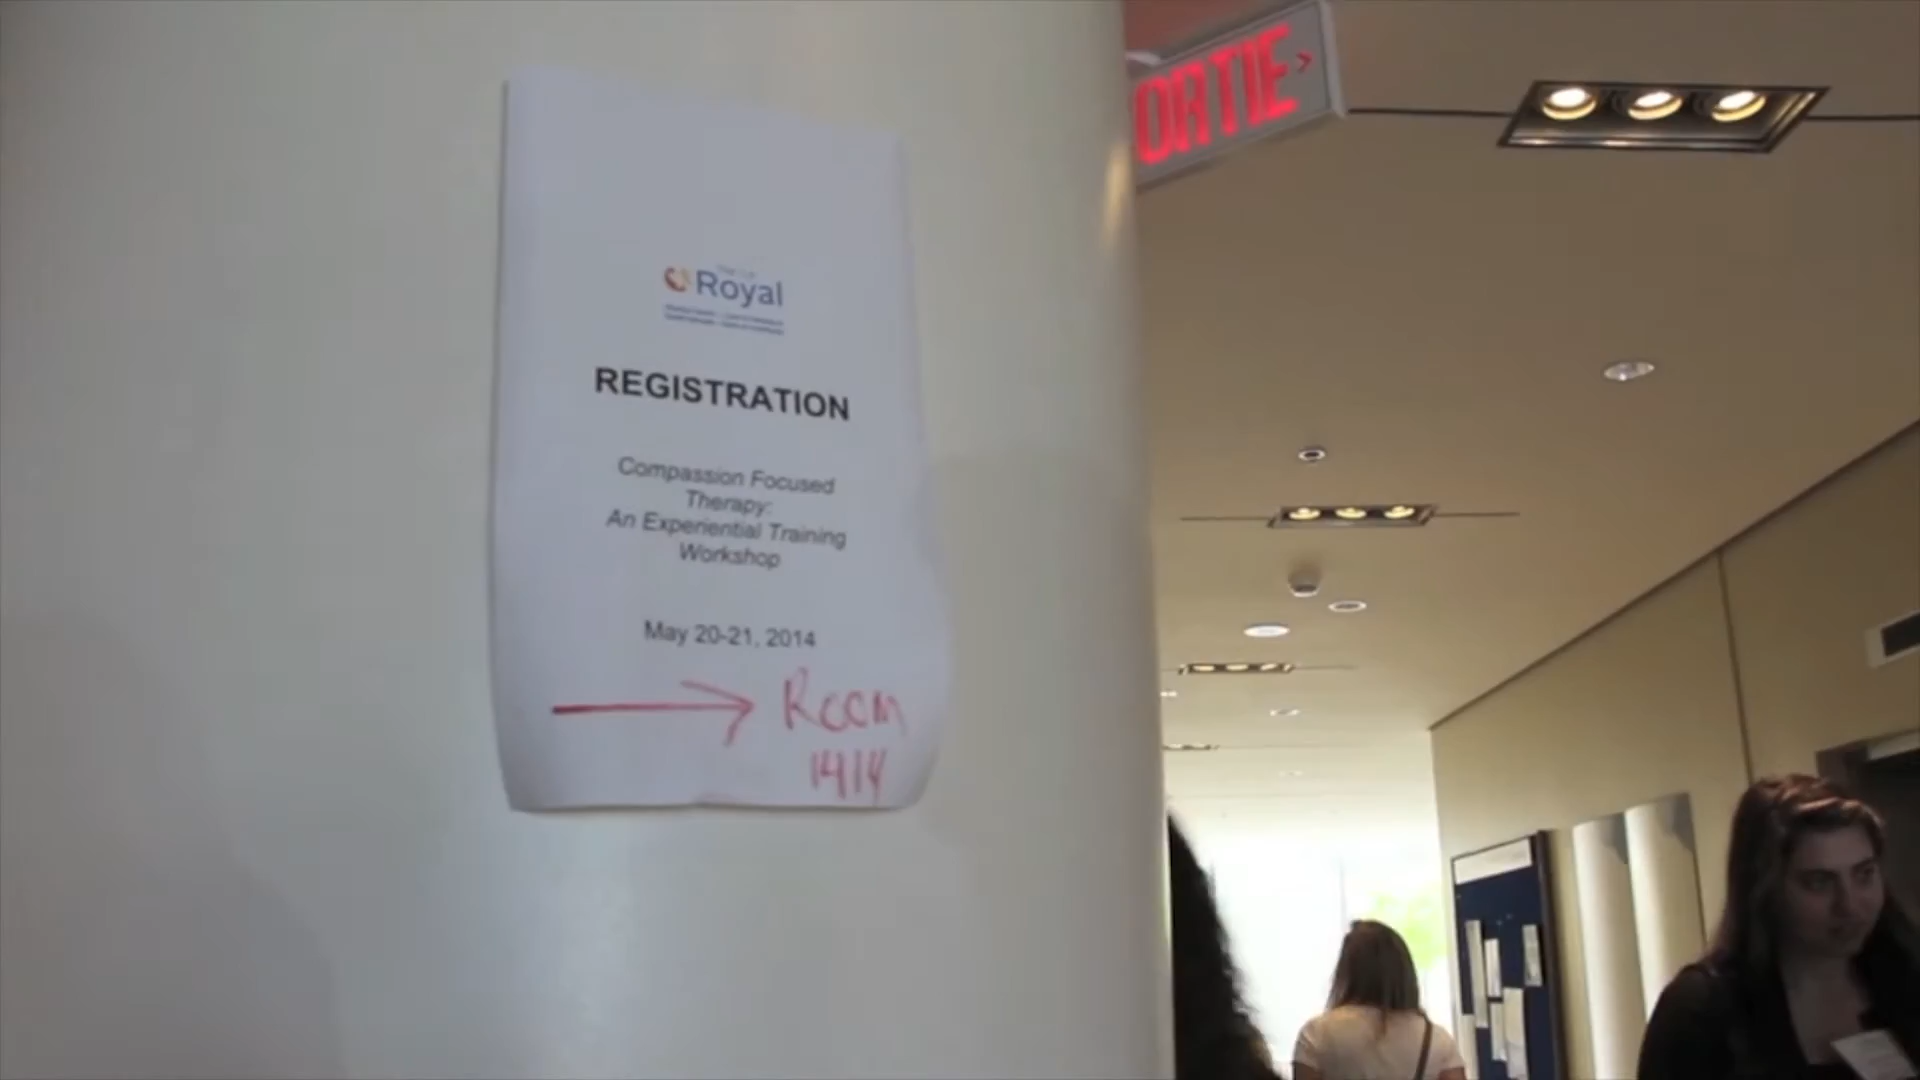 ORTIE >
Royal
REGISTRATION
Compassion Focused
Therapy:
An Experiential Training
Workshop
May 20-21, 2014
Room
1414